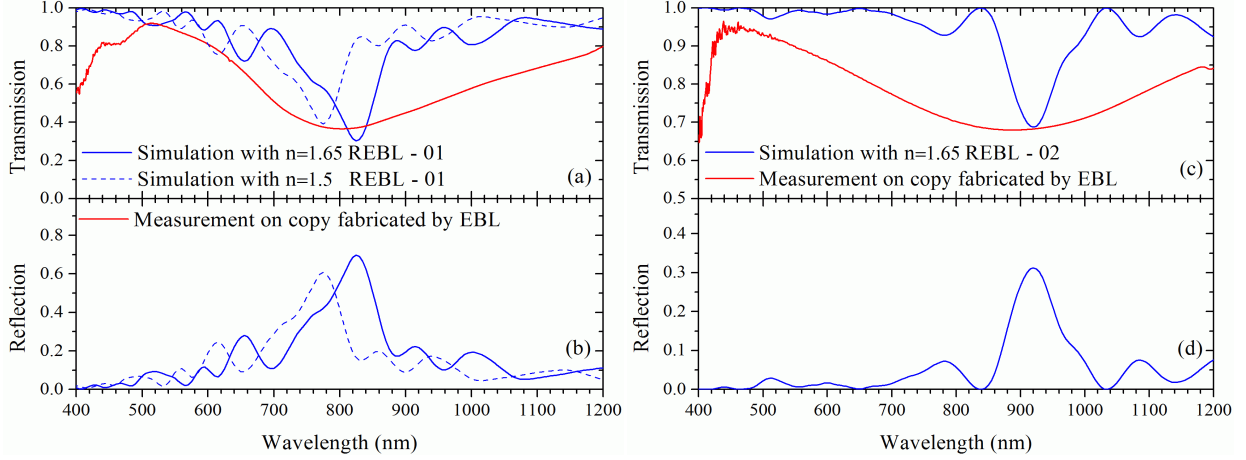 Transmission
1.0
0.8
0.6
0.4
0.2
0.0
Simulation with n=1.65 REBL - 01
(a)
Simulation with n=1.5 REBL - 01
Measurement on copy fabricated by EBL
Reflection
0.8
0.6
0.4
0.2
0.0
(b)
400 500 600 700 800 900 1000 1100 1200
Wavelength (nm)
Transmission
1.0
0.9
0.8
0.7
0.6
0.5
Simulation with n=1.65 REBL - 02
(c)
Measurement on copy fabricated by EBL
Reflection
0.5
0.4
0.3
0.2
0.1
0.0
(d)
400 500 600 700 800 900 1000 1100 1200
Wavelength (nm)